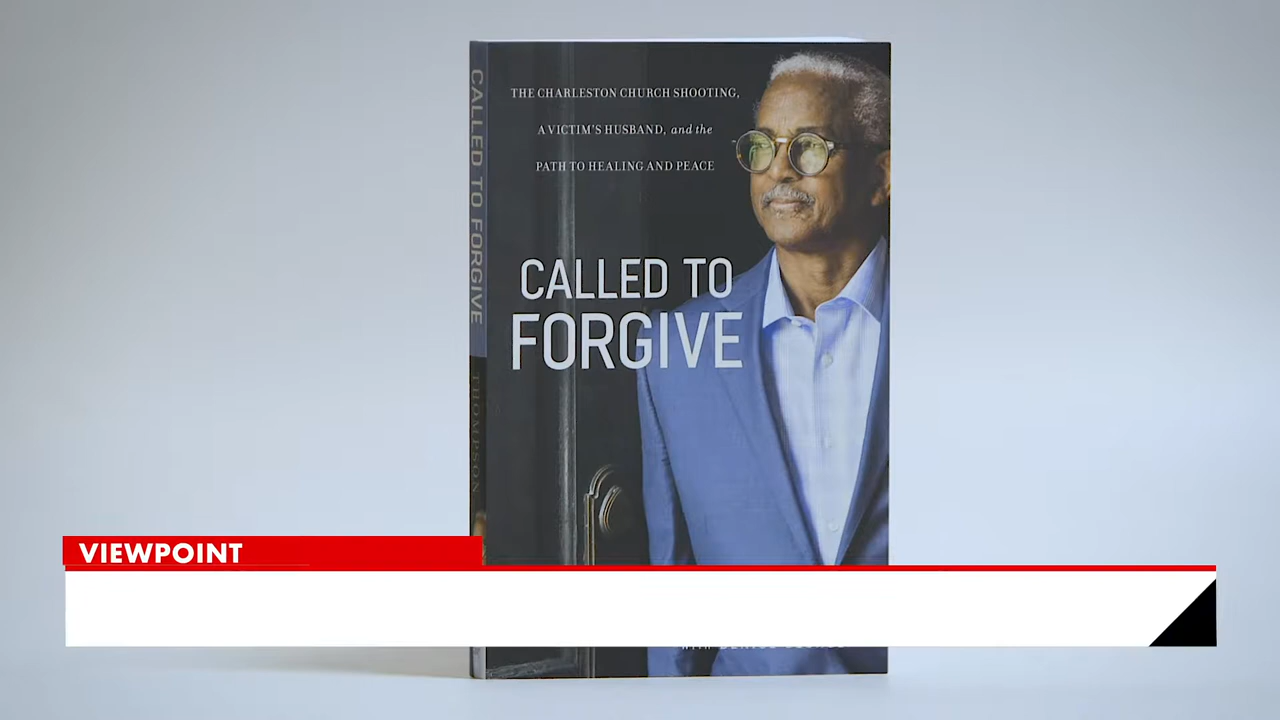 THE CHARLESTON CHURCH SHOOTING,
A VICTIM'S HUSBAND, and the
PATH TO HEALING AND PEACE
CALLED TO
FORGIVE
CALLED TO FORGIVE
THOMPSON
VIEWPOINT